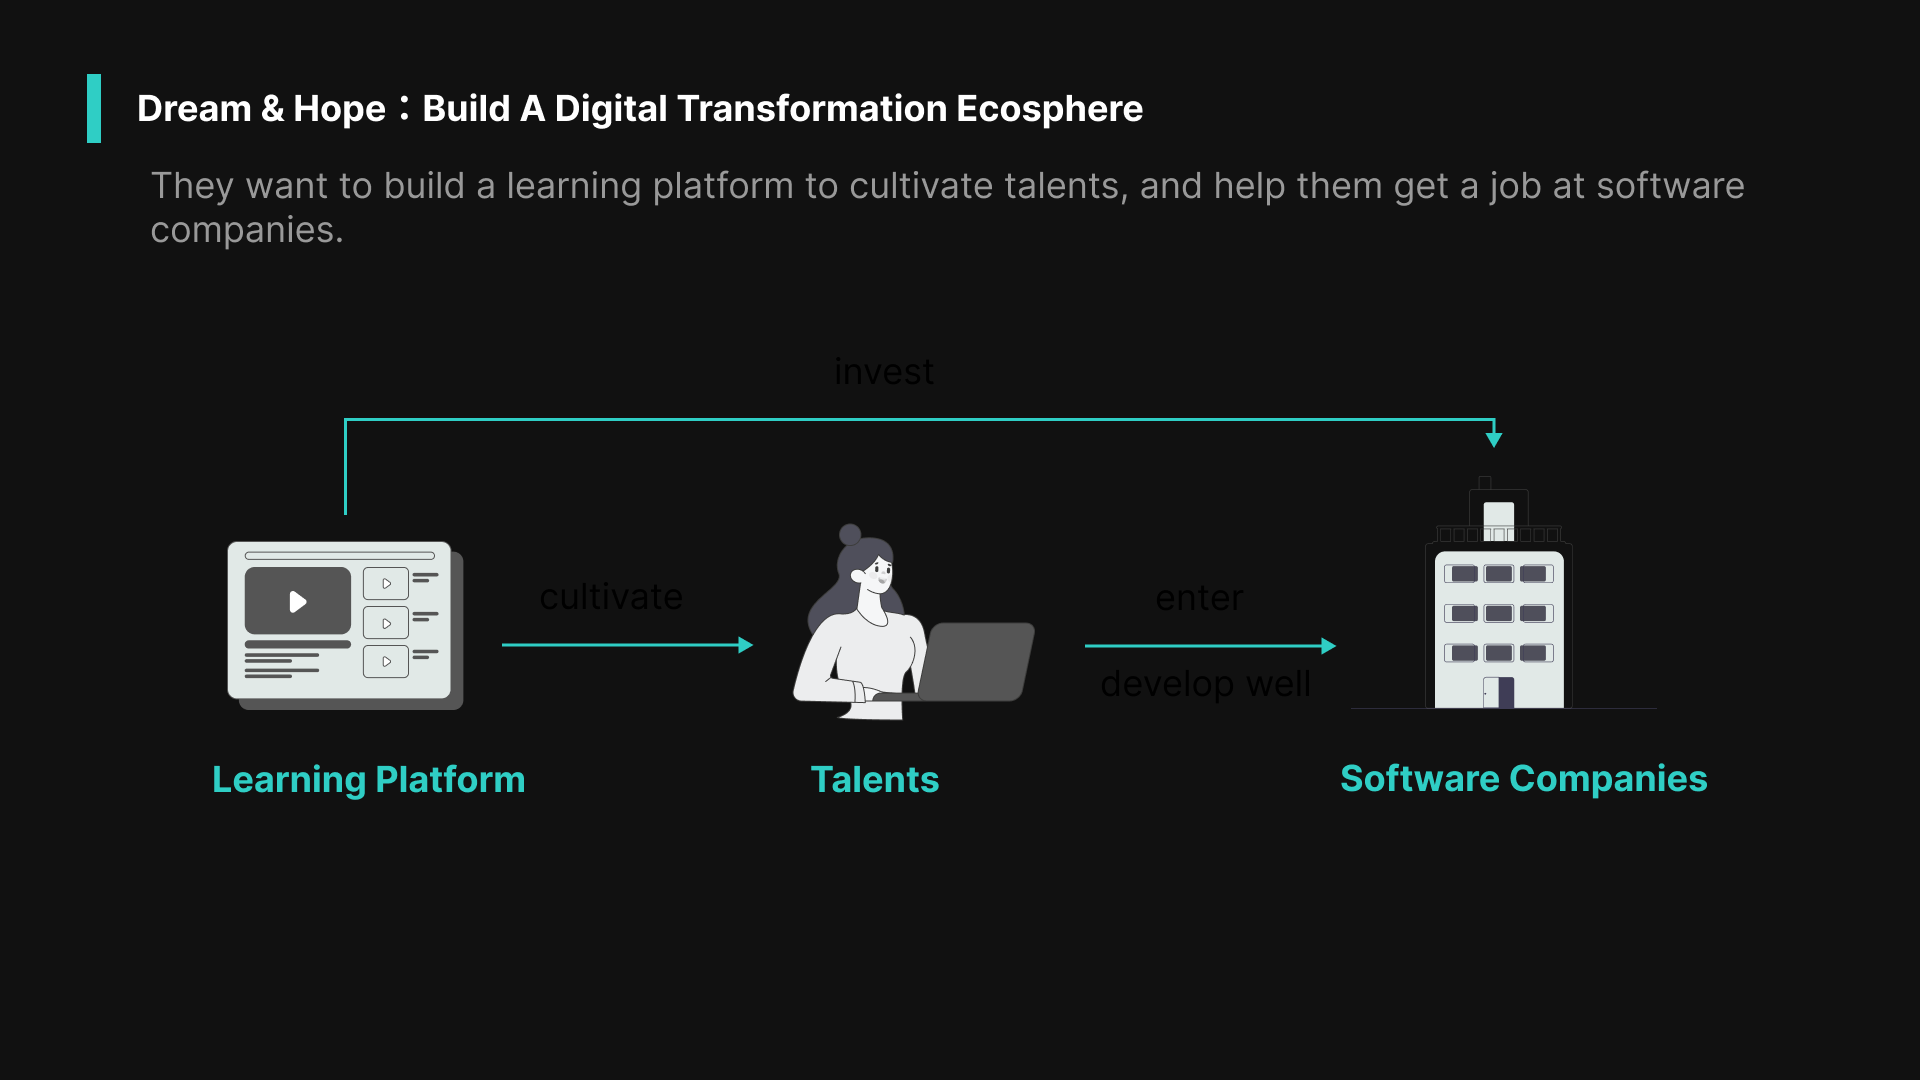 Dream & Hope：Build A Digital Transformation Ecosphere
They want to build a learning platform to cultivate talents, and help them get a job at software
companies.
invest
cultivate
enter
develop well
Learning Platform
Talents
Software Companies